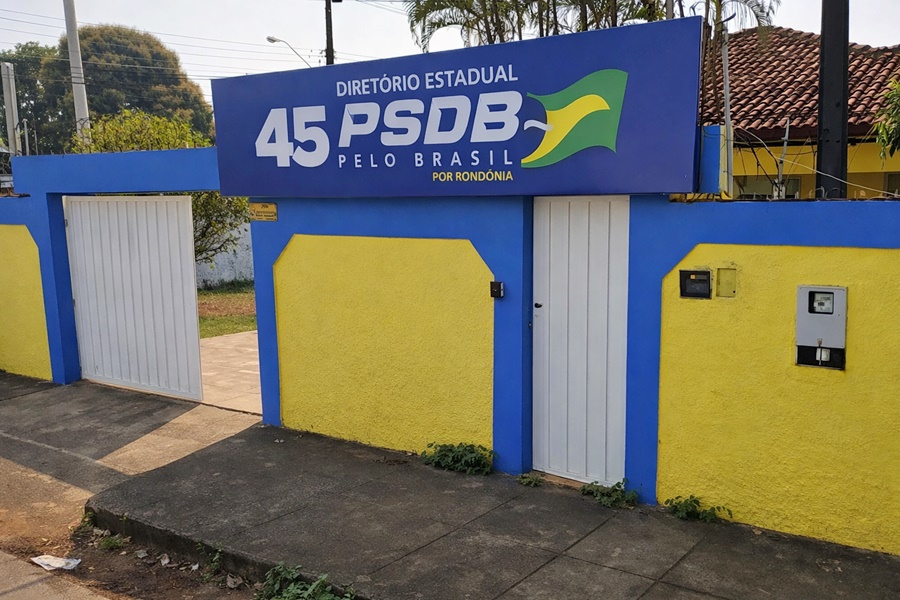 DIRETÓRIO ESTADUAL
45 PSDB
PELO BRASIL
POR RONDÔNIA